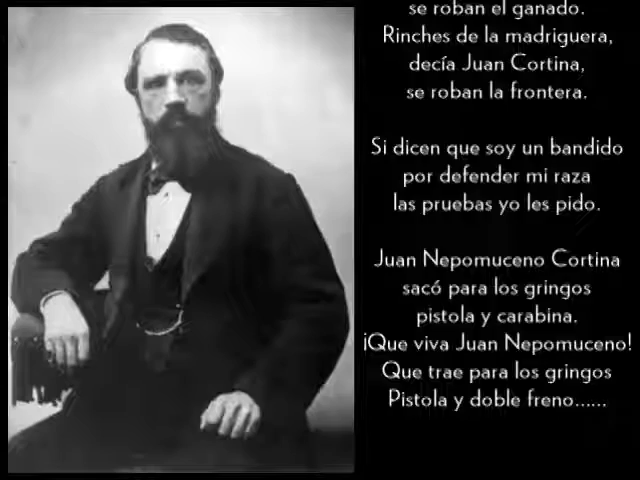 se roban el ganado.
Rinches de la madriguera,
decía Juan Cortina,
se roban la frontera.
Si dicen que soy un bandido
por defender mi raza
las pruebas yo les pido.
Juan Nepomuceno Cortina
sacó para los gringos
pistola y carabina.
¡Que viva Juan Nepomuceno!
Que trae para los gringos
Pistola y doble freno......